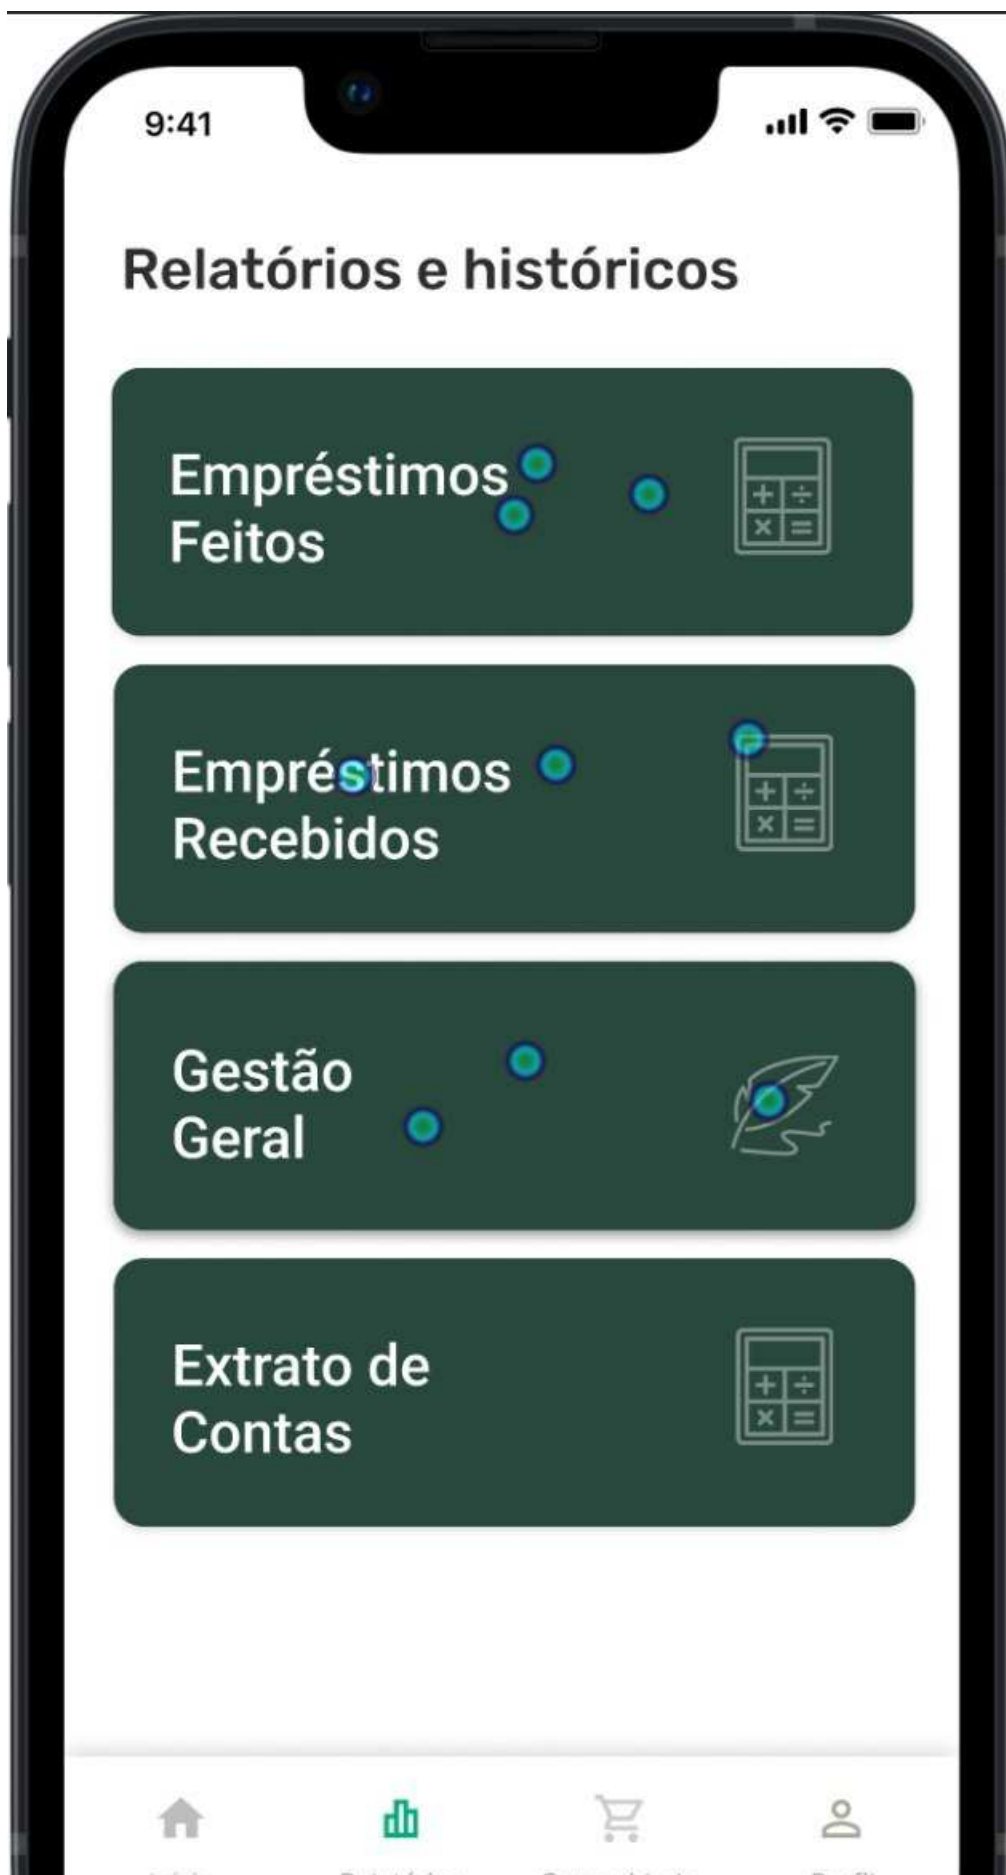 9:41
Relatórios e históricos
Empréstimos
Feitos
Empréstimos
Recebidos
Gestão
Geral
Extrato de
Contas